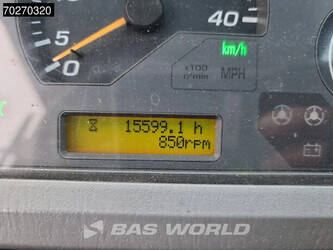 70270320
5
0
40
km/h
x100
r/min
MPH
15599.1 h
850rpm
BAS WORLD